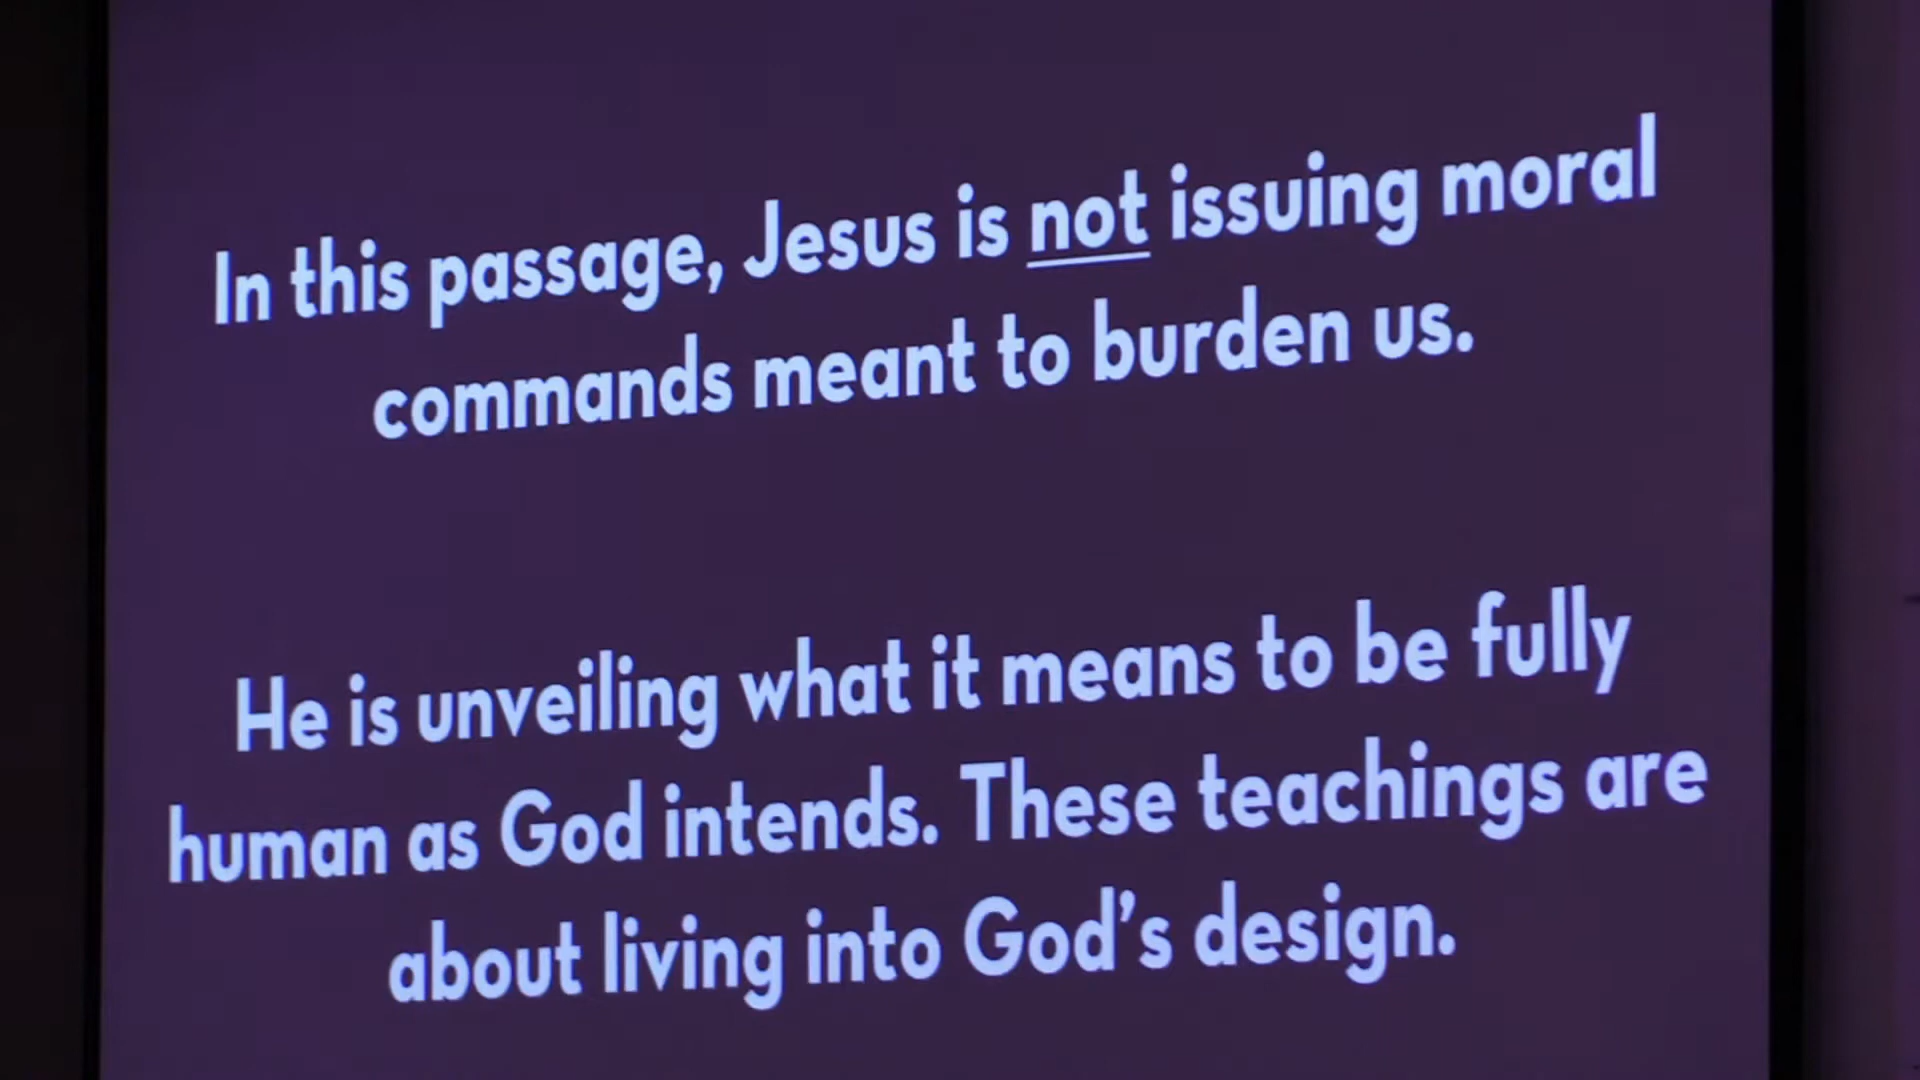 In this passage, Jesus is not issuing moral
commands meant to burden us.
He is unveiling what it means to be fully
human as God intends. These teachings are
about living into God’s design.